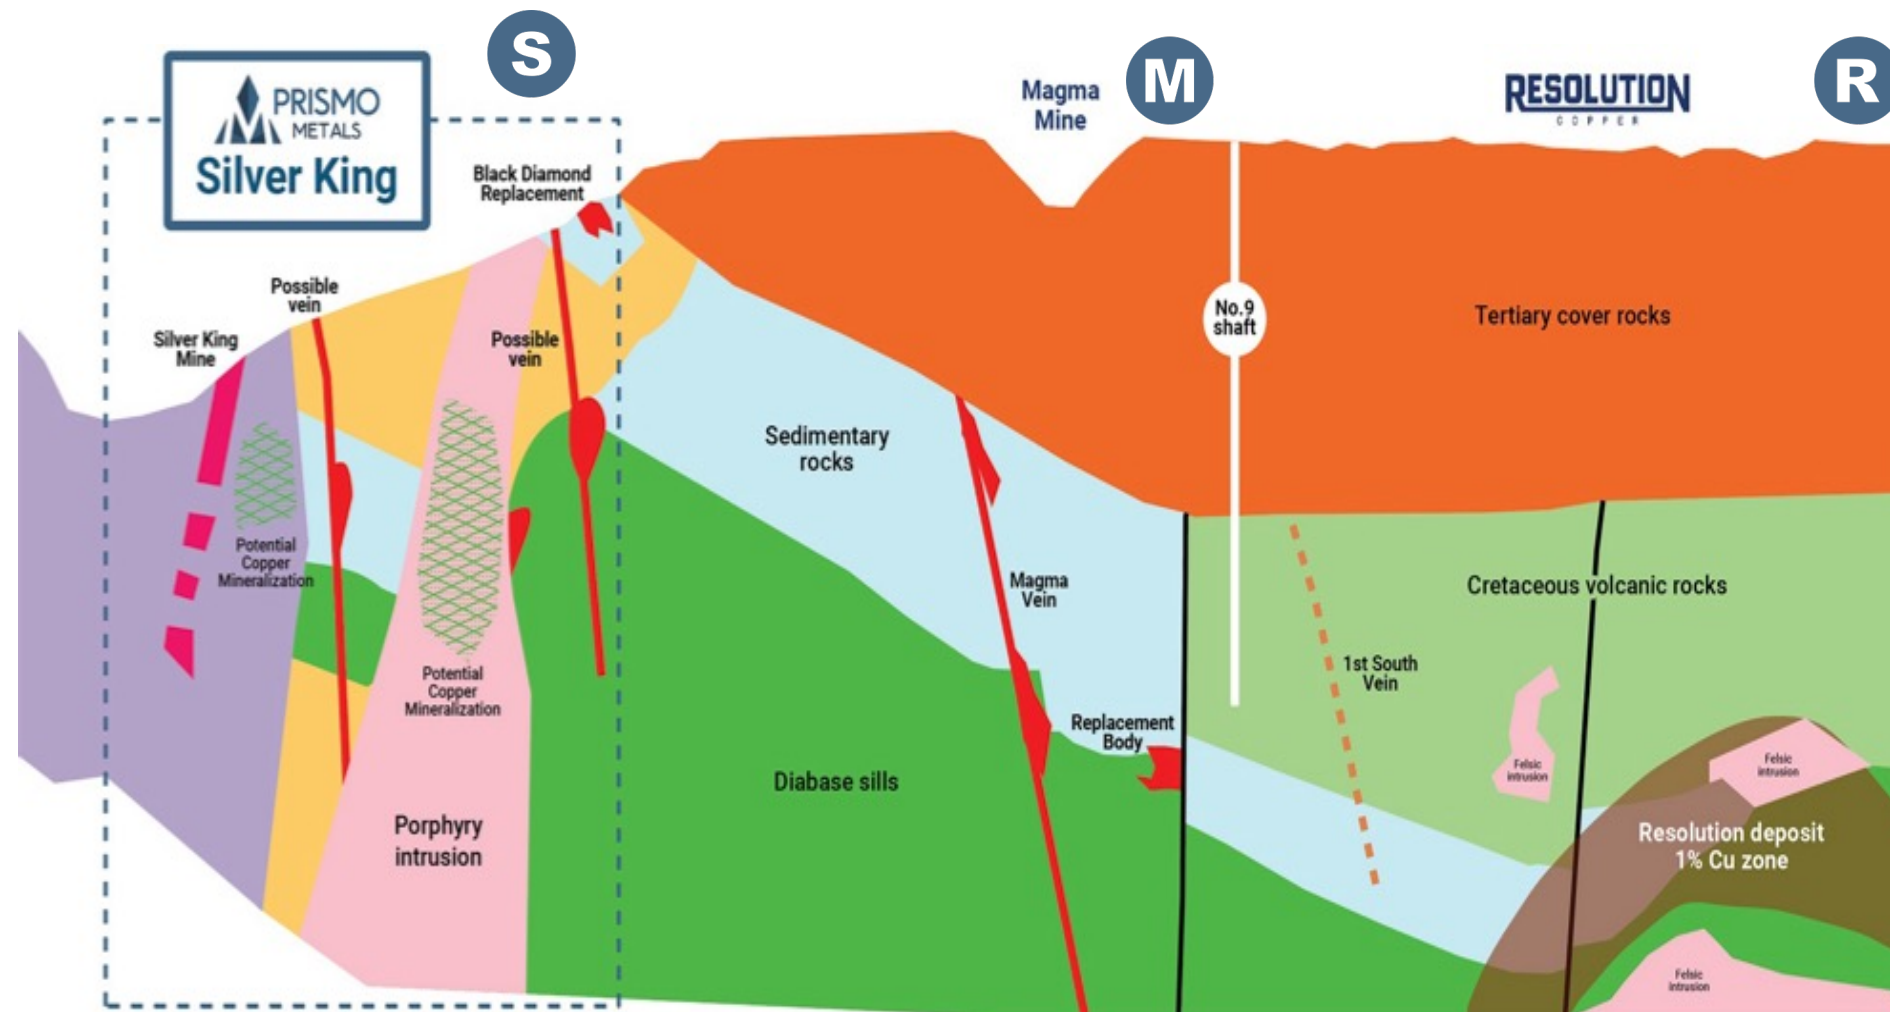 S
M
R
PRISMO
METALS
Silver King
Magma
Mine
RESOLUTION
COPPER
Black Diamond
Replacement
Possible
vein
Silver King
Mine
Possible
vein
No.9
shaft
Tertiary cover rocks
Sedimentary
rocks
Potential
Copper
Mineralization
Magma
Vein
Cretaceous volcanic rocks
1st South
Vein
Potential
Copper
Mineralization
Replacement
Body
Felsic
intrusion
Felsic
intrusion
Diabase sills
Porphyry
intrusion
Resolution deposit
1% Cu zone
Felsic
intrusion